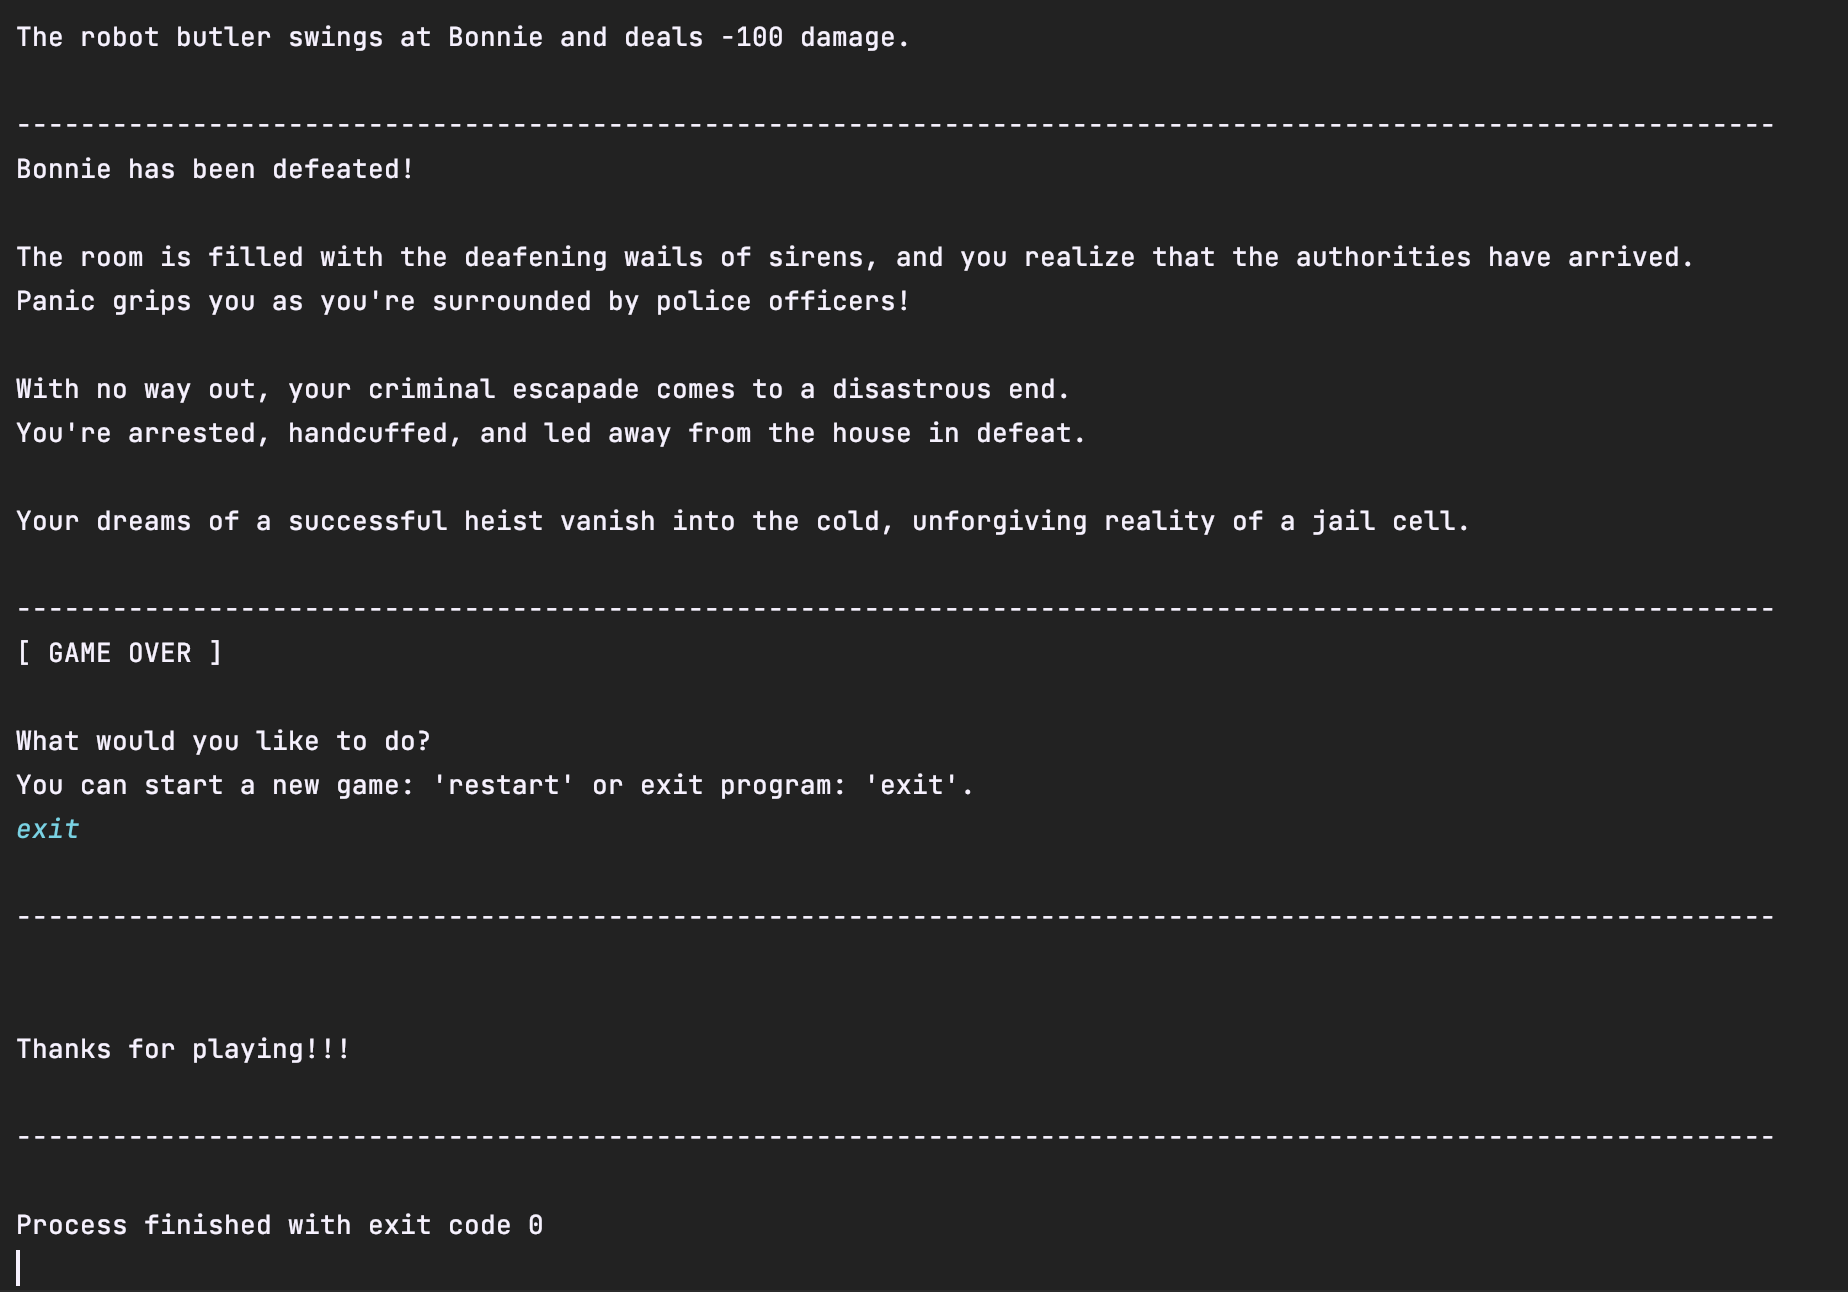 The robot butler swings at Bonnie and deals -100 damage.
--------------------------------------------------------------------------------------------------------------
Bonnie has been defeated!
The room is filled with the deafening wails of sirens, and you realize that the authorities have arrived.
Panic grips you as you're surrounded by police officers!
With no way out, your criminal escapade comes to a disastrous end.
You're arrested, handcuffed, and led away from the house in defeat.
Your dreams of a successful heist vanish into the cold, unforgiving reality of a jail cell.
--------------------------------------------------------------------------------------------------------------
[ GAME OVER ]
What would you like to do?
You can start a new game: 'restart' or exit program: 'exit'.
exit
--------------------------------------------------------------------------------------------------------------
Thanks for playing!!!
--------------------------------------------------------------------------------------------------------------
Process finished with exit code 0